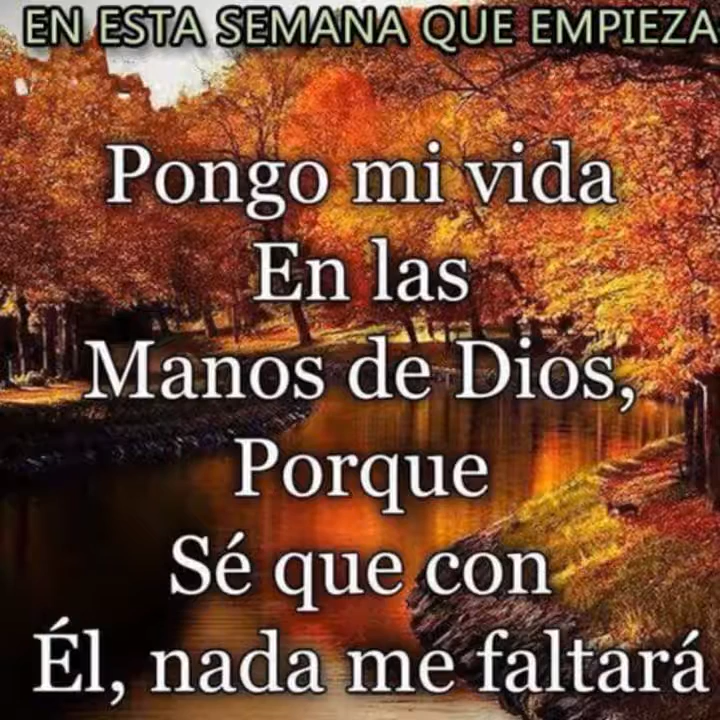 EN ESTA SEMANA QUE EMPIEZA
Pongo mi vida
En las
Manos de Dios,
Porque
Sé que con
Él, nada me faltará